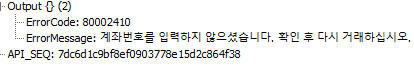 Output {} (2)
ErrorCode: 80002410
ErrorMessage: 계좌번호를 입력하지 않으셨습니다. 확인 후 다시 거래하십시오.
API_SEQ: 7dc6d1c9bf8ef0903778e15d2c864f38